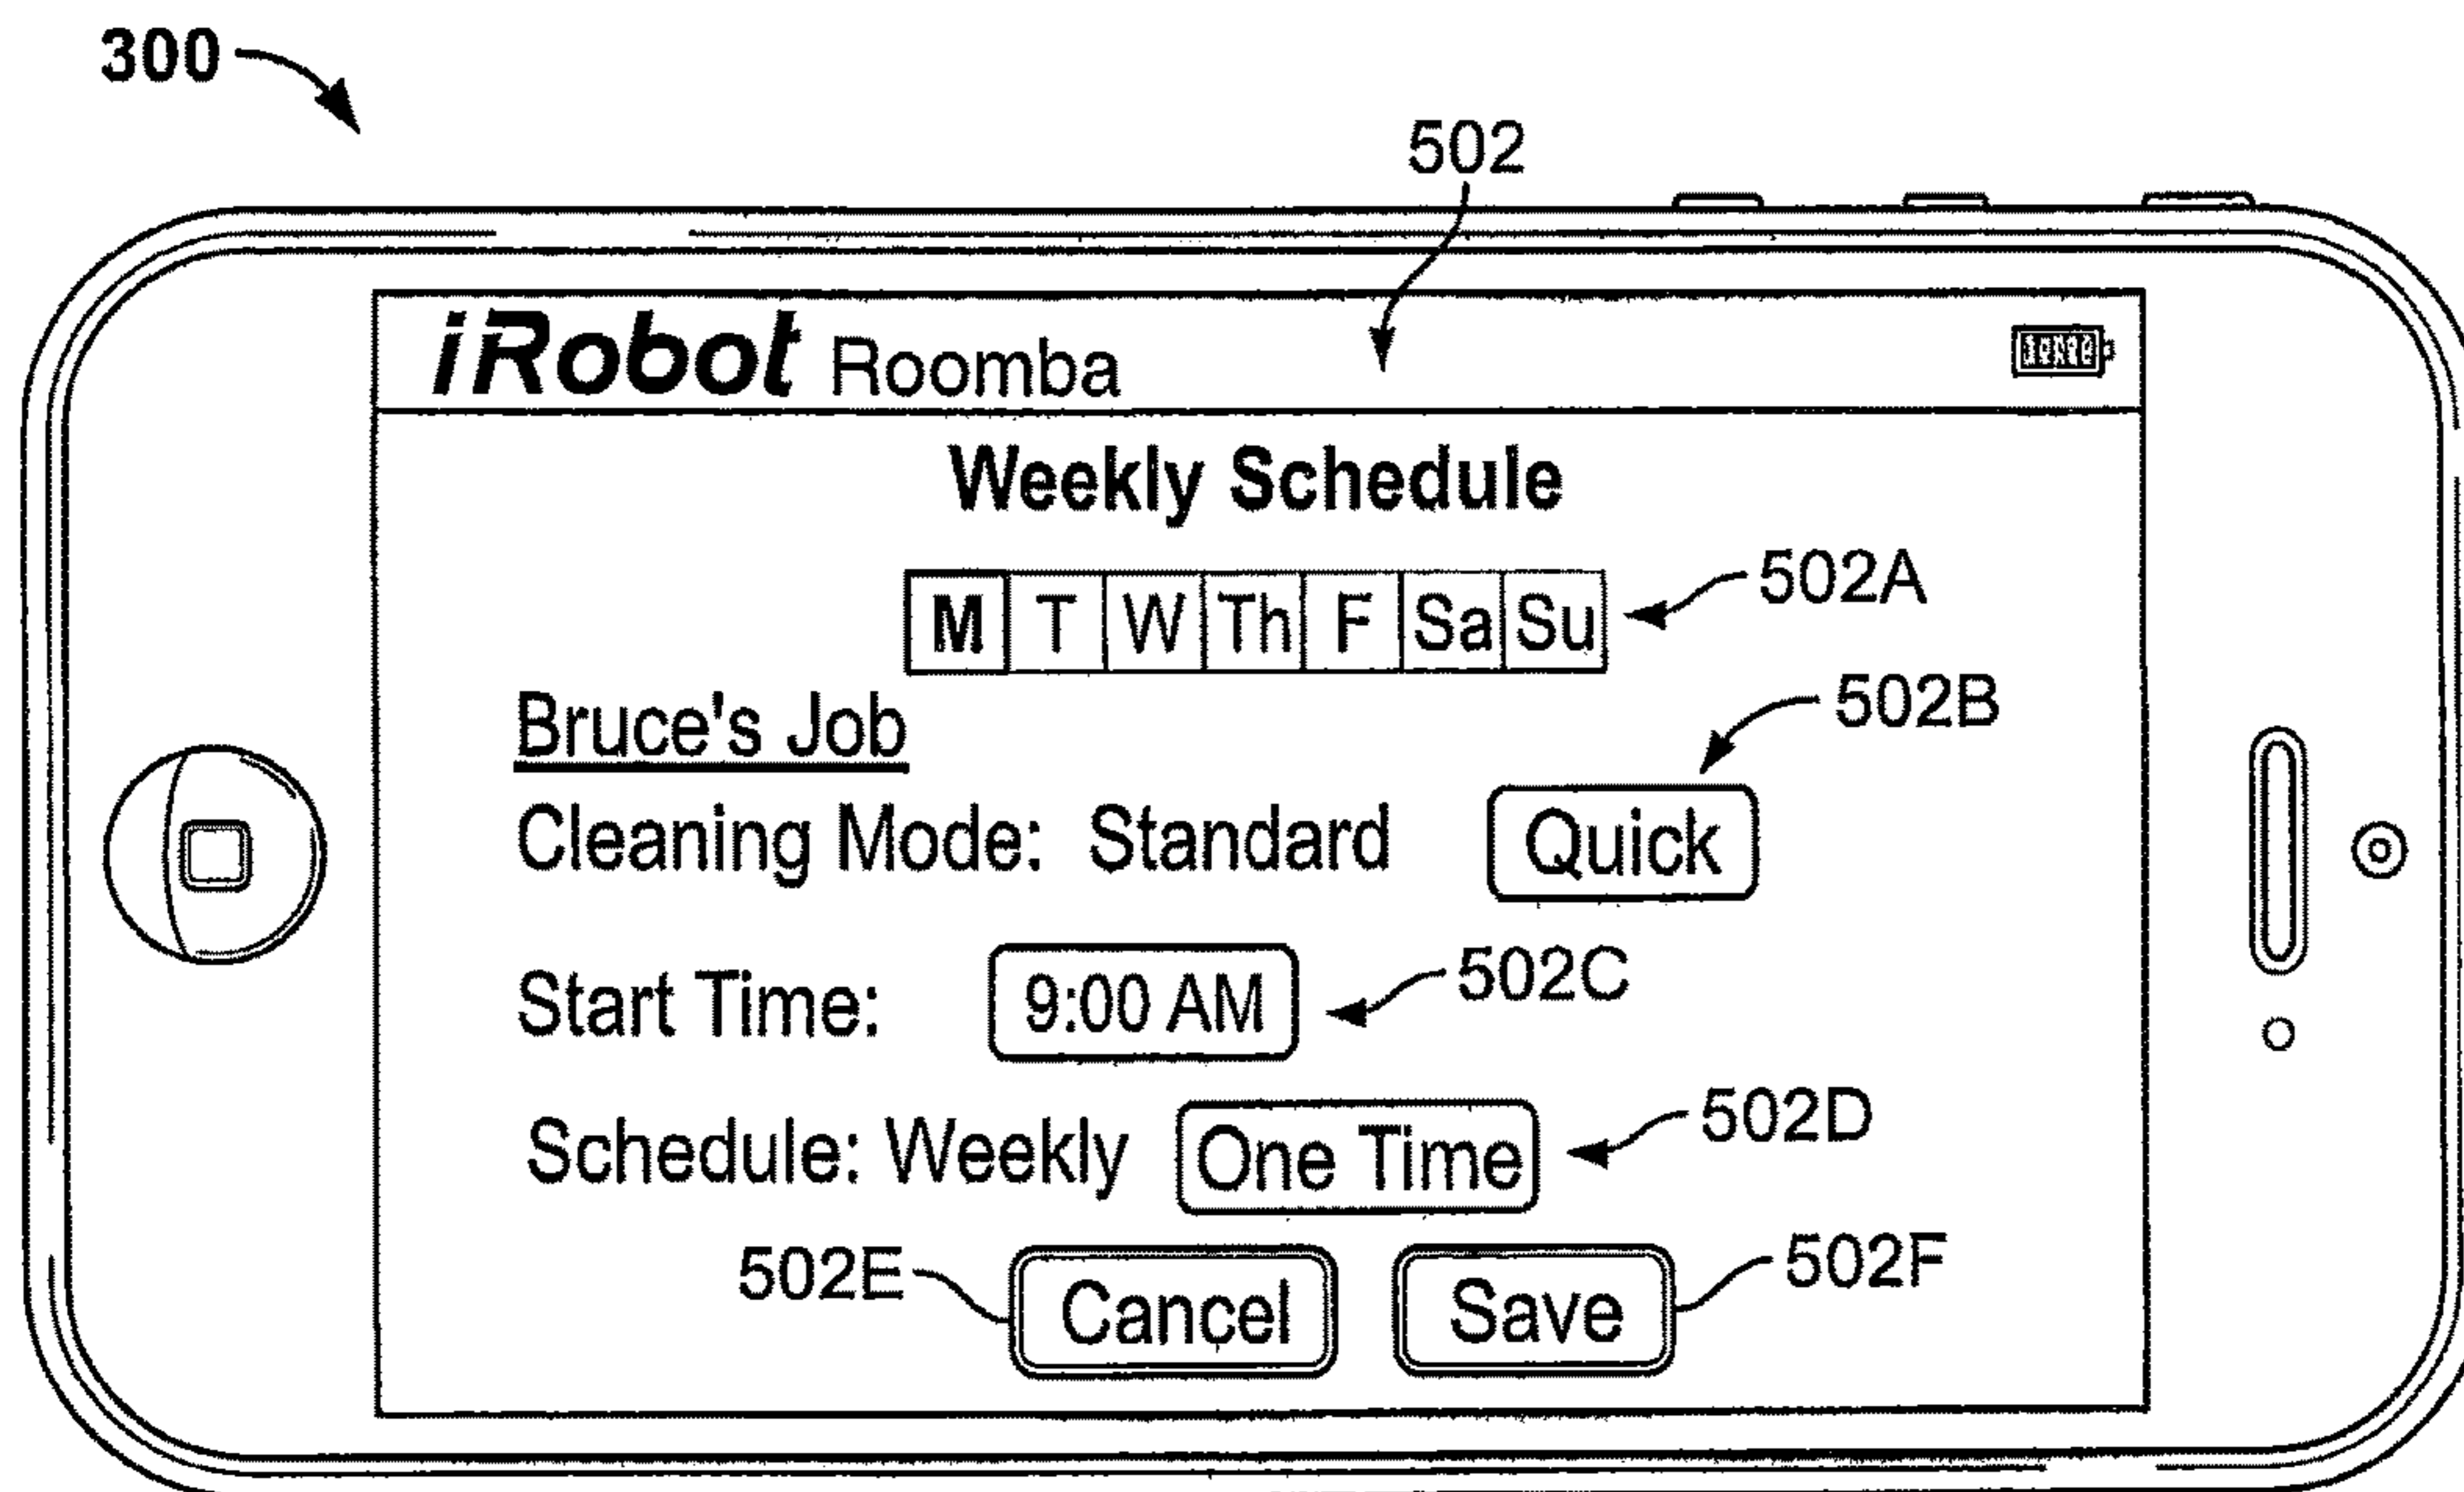 300
502
iRobot Roomba
Weekly Schedule
M T W Th F Sa Su 502A
502B
Bruce's Job
Cleaning Mode: Standard Quick
Start Time: 9:00 AM 502C
Schedule: Weekly One Time 502D
502E Cancel Save 502F